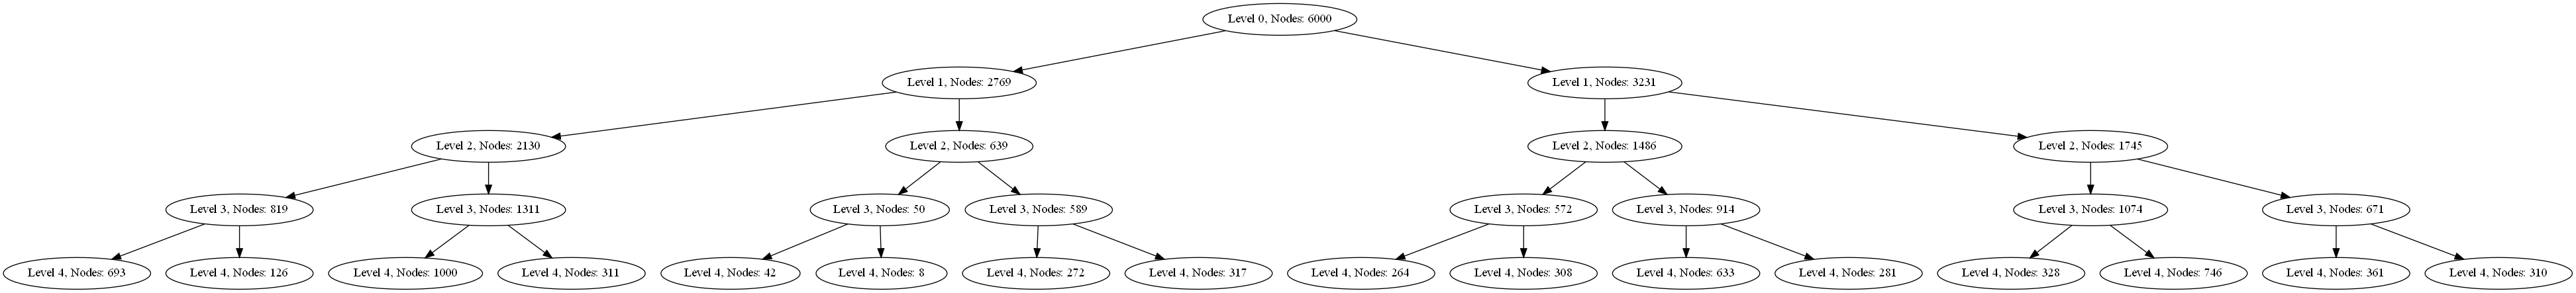 Level 0, Nodes: 6000
Level 1, Nodes: 2769
Level 1, Nodes: 3231
Level 2, Nodes: 2130
Level 2, Nodes: 639
Level 2, Nodes: 1486
Level 2, Nodes: 1745
Level 3, Nodes: 819
Level 3, Nodes: 1311
Level 3, Nodes: 50
Level 3, Nodes: 589
Level 3, Nodes: 572
Level 3, Nodes: 914
Level 3, Nodes: 1074
Level 3, Nodes: 671
Level 4, Nodes: 693
Level 4, Nodes: 126
Level 4, Nodes: 1000
Level 4, Nodes: 311
Level 4, Nodes: 42
Level 4, Nodes: 8
Level 4, Nodes: 272
Level 4, Nodes: 317
Level 4, Nodes: 264
Level 4, Nodes: 308
Level 4, Nodes: 633
Level 4, Nodes: 281
Level 4, Nodes: 328
Level 4, Nodes: 746
Level 4, Nodes: 361
Level 4, Nodes: 310